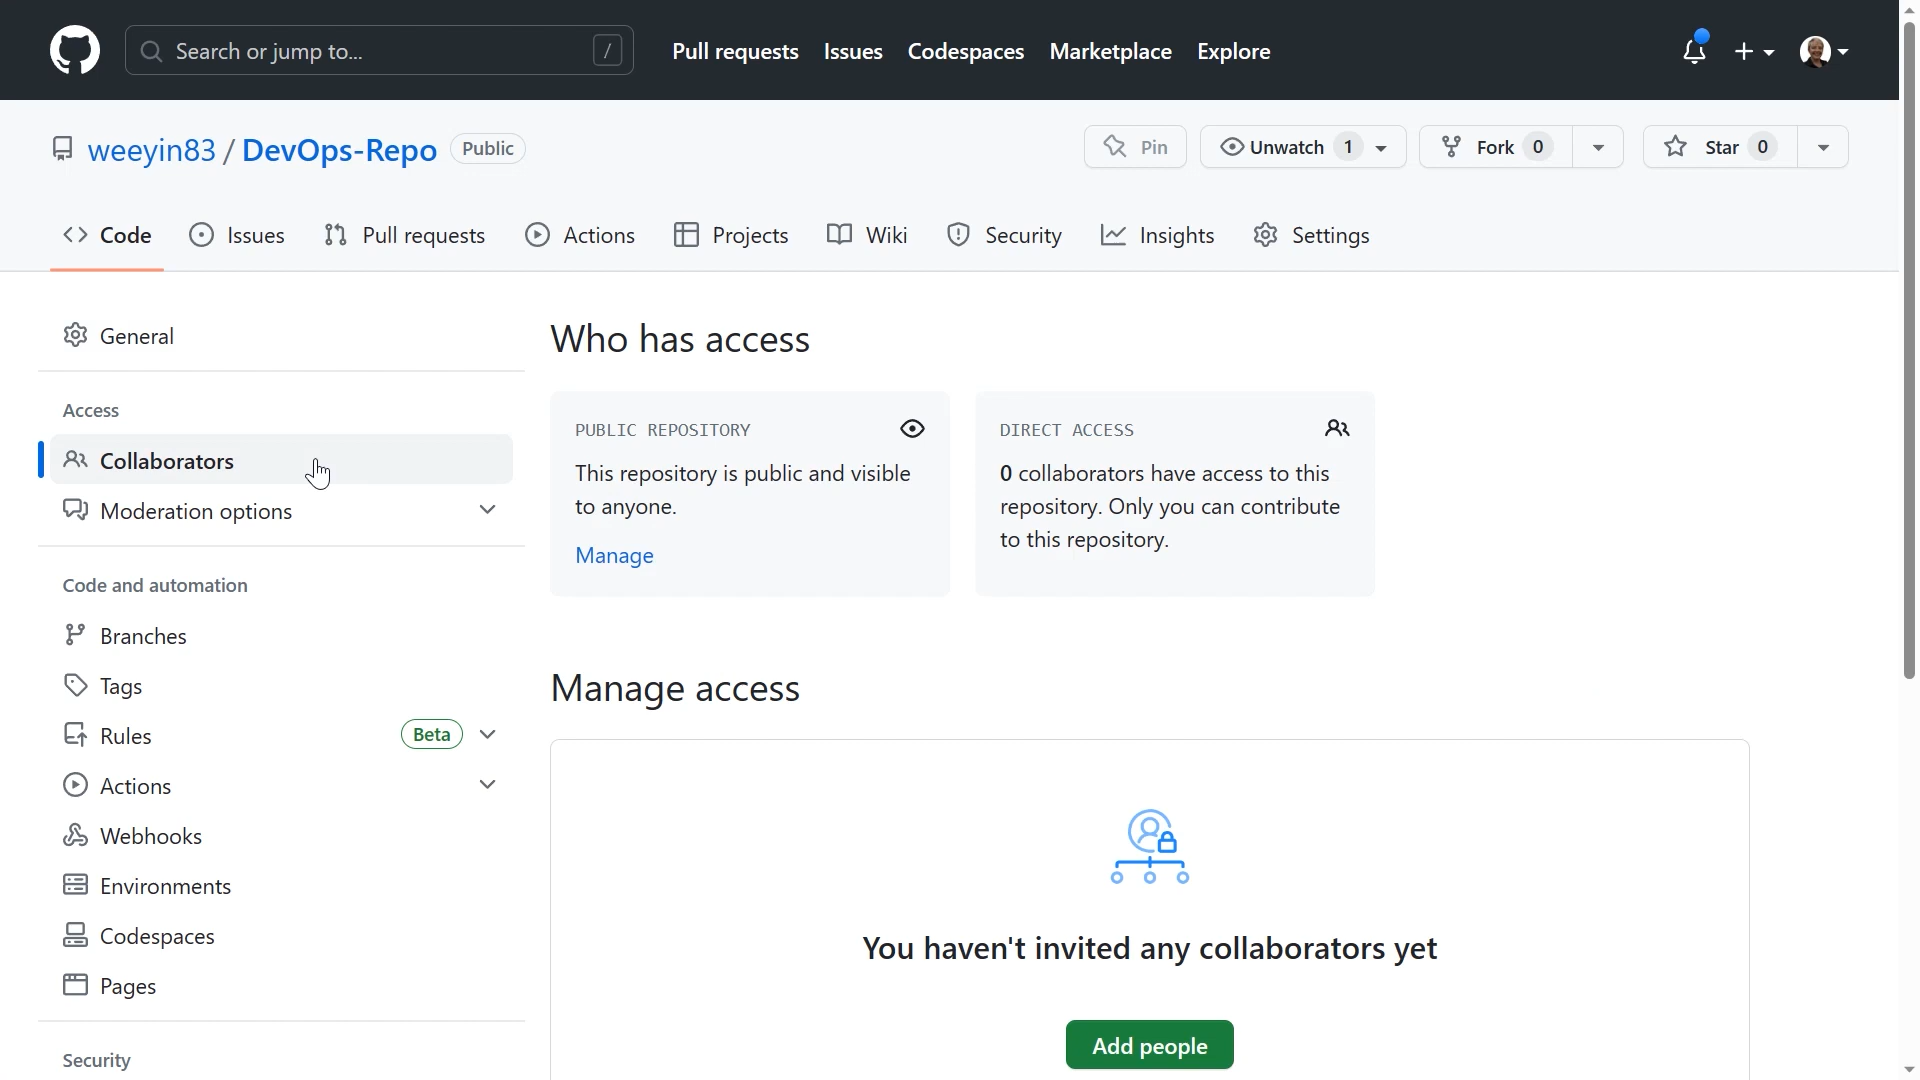 Search or jump to... /
Pull requests Issues Codespaces Marketplace Explore
weeyin83 / DevOps-Repo Public
Pin Unwatch 1 Fork 0 Star 0
Code Issues Pull requests Actions Projects Wiki Security Insights Settings
General
Access
Collaborators
Moderation options
Code and automation
Branches
Tags
Rules Beta
Actions
Webhooks
Environments
Codespaces
Pages
Security
Who has access
PUBLIC REPOSITORY
This repository is public and visible
to anyone.
Manage
DIRECT ACCESS
0 collaborators have access to this
repository. Only you can contribute
to this repository.
Manage access
You haven't invited any collaborators yet
Add people